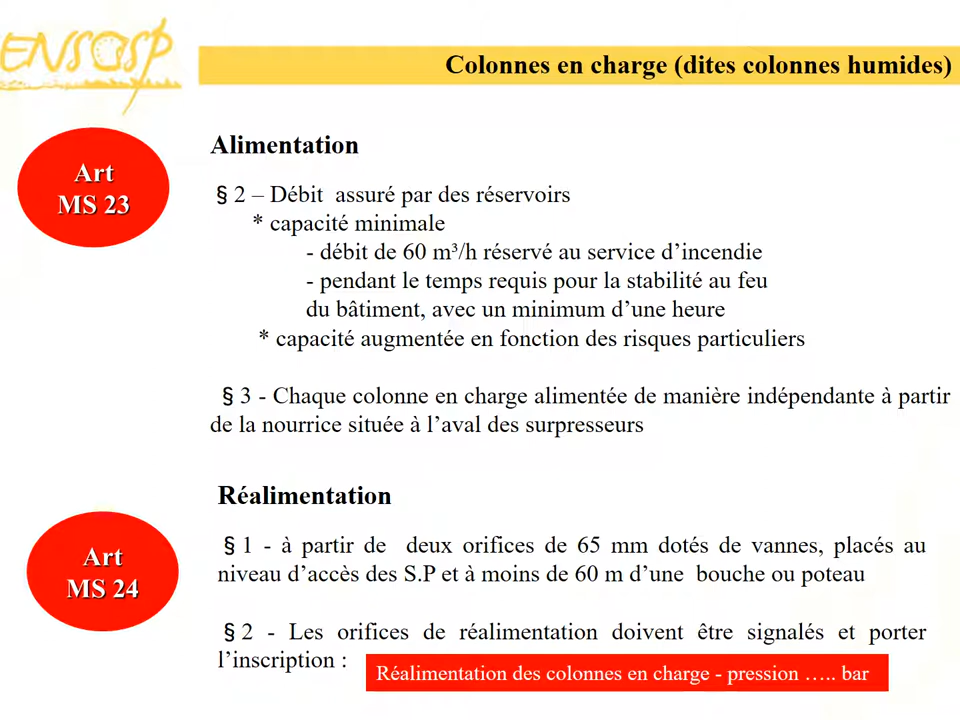 ENSOSP
Colonnes en charge (dites colonnes humides)
Art
MS 23
Alimentation
§ 2 – Débit assuré par des réservoirs
* capacité minimale
- débit de 60 m³/h réservé au service d’incendie
- pendant le temps requis pour la stabilité au feu
du bâtiment, avec un minimum d’une heure
* capacité augmentée en fonction des risques particuliers
§ 3 - Chaque colonne en charge alimentée de manière indépendante à partir
de la nourrice située à l’aval des surpresseurs
Réalimentation
Art
MS 24
§ 1 - à partir de deux orifices de 65 mm dotés de vannes, placés au
niveau d’accès des S.P et à moins de 60 m d’une bouche ou poteau
§ 2 - Les orifices de réalimentation doivent être signalés et porter
l’inscription :
Réalimentation des colonnes en charge - pression ….. bar